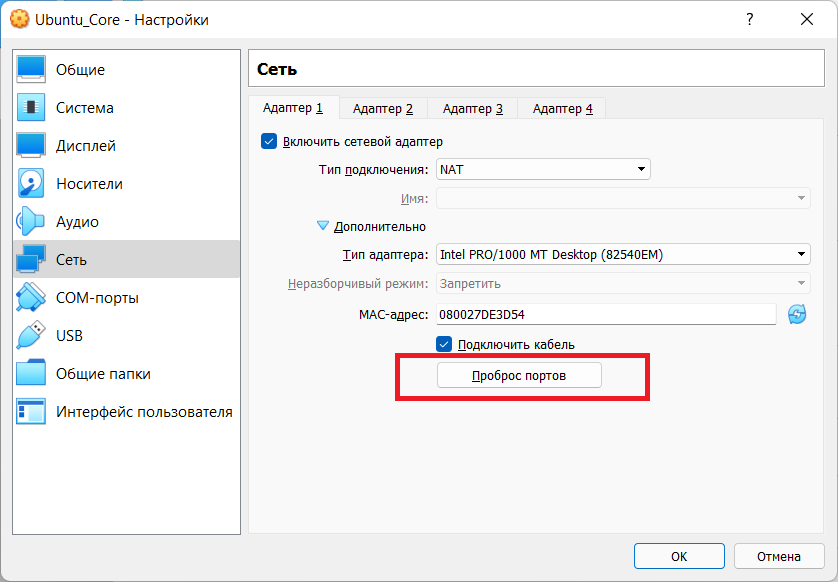 Ubuntu_Core - Настройки
?
Общие
Система
Дисплей
Носители
Аудио
Сеть
COM-порты
USB
Общие папки
Интерфейс пользователя
Сеть
Адаптер 1 Адаптер 2 Адаптер 3 Адаптер 4
Включить сетевой адаптер
Тип подключения: NAT
Имя:
Дополнительно
Тип адаптера: Intel PRO/1000 MT Desktop (82540EM)
Неразборчивый режим: Запретить
MAC-адрес: 080027DE3D54
Подключить кабель
Проброс портов
ОК Отмена